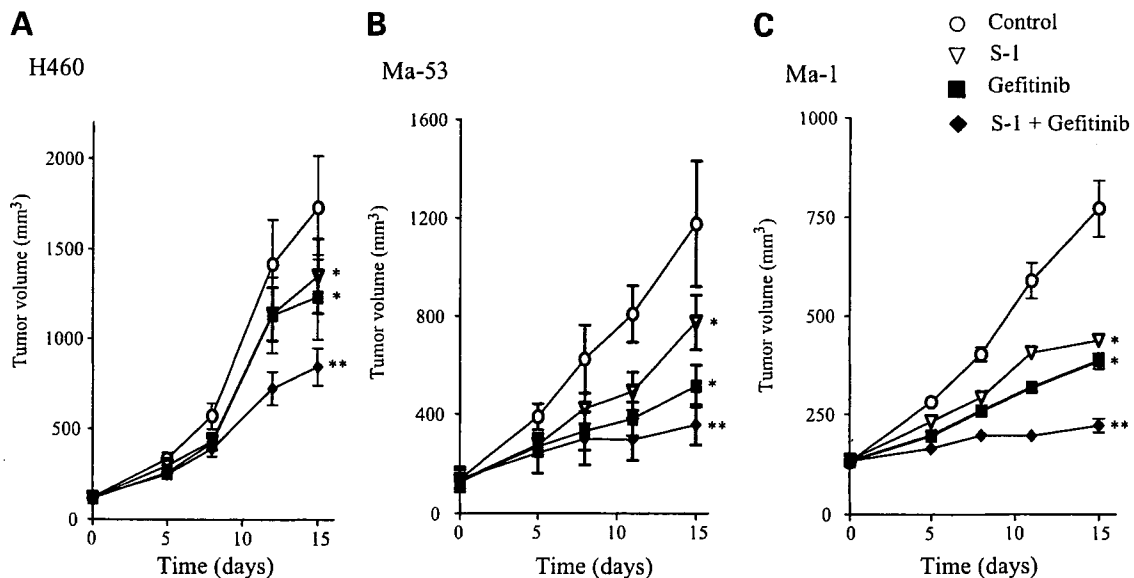 A
H460
Tumor volume (mm³)
2000
1500
1000
500
0
0
5
10
15
Time (days)
*
*
**
B
Ma-53
Tumor volume (mm³)
1600
1200
800
400
0
0
5
10
15
Time (days)
*
*
**
C
Ma-1
Control
S-1
Gefitinib
S-1 + Gefitinib
Tumor volume (mm³)
1000
750
500
250
0
0
5
10
15
Time (days)
*
*
**